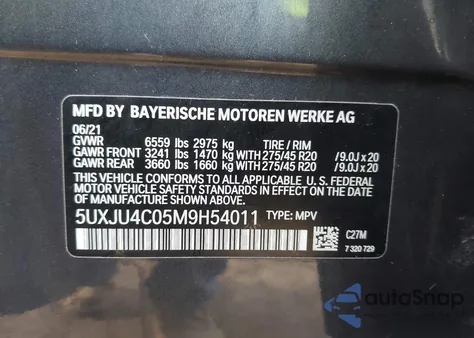 MFD BY BAYERISCHE MOTOREN WERKE AG
06/21
GVWR 6559 lbs 2975 kg TIRE / RIM
GAWR FRONT 3241 lbs 1470 kg WITH 275/45 R20 /9.0J x 20
GAWR REAR 3660 lbs 1660 kg WITH 275/45 R20 /9.0J x 20
THIS VEHICLE CONFORMS TO ALL APPLICABLE U. S. FEDERAL
MOTOR VEHICLE SAFETY STANDARDS IN EFFECT ON THE DATE
OF MANUFACTURE SHOWN ABOVE.
5UXJU4C05M9H54011 TYPE: MPV
C27M
7 320 729
autoSnap